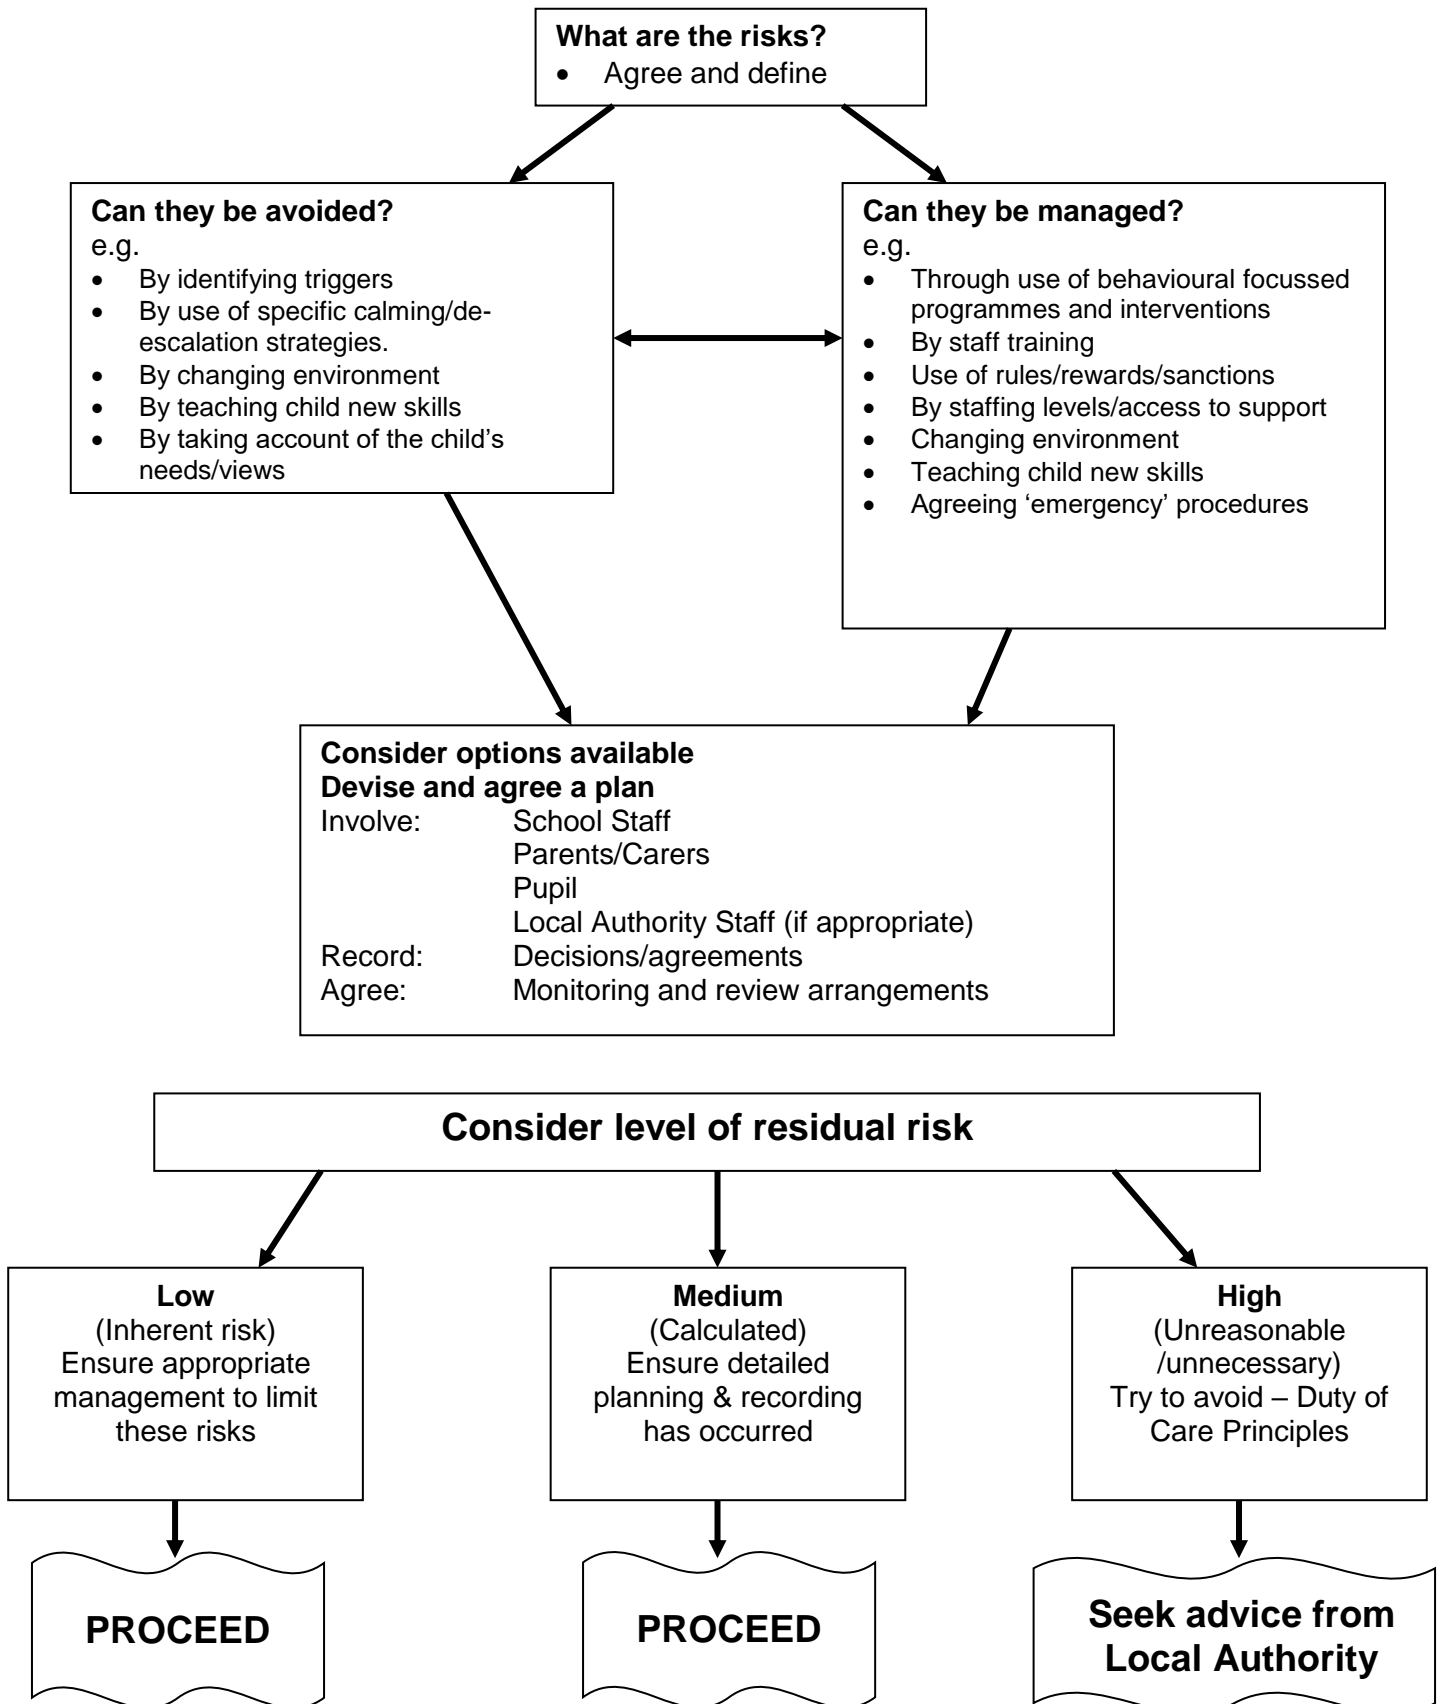 What are the risks?
• Agree and define
Can they be avoided?
e.g.
• By identifying triggers
• By use of specific calming/de-
escalation strategies.
• By changing environment
• By teaching child new skills
• By taking account of the child’s
needs/views
Can they be managed?
e.g.
• Through use of behavioural focussed
programmes and interventions
• By staff training
• Use of rules/rewards/sanctions
• By staffing levels/access to support
• Changing environment
• Teaching child new skills
• Agreeing ‘emergency’ procedures
Consider options available
Devise and agree a plan
Involve: School Staff
Parents/Carers
Pupil
Local Authority Staff (if appropriate)
Record: Decisions/agreements
Agree: Monitoring and review arrangements
Consider level of residual risk
Low
(Inherent risk)
Ensure appropriate
management to limit
these risks
Medium
(Calculated)
Ensure detailed
planning & recording
has occurred
High
(Unreasonable
/unnecessary)
Try to avoid – Duty of
Care Principles
PROCEED
PROCEED
Seek advice from
Local Authority